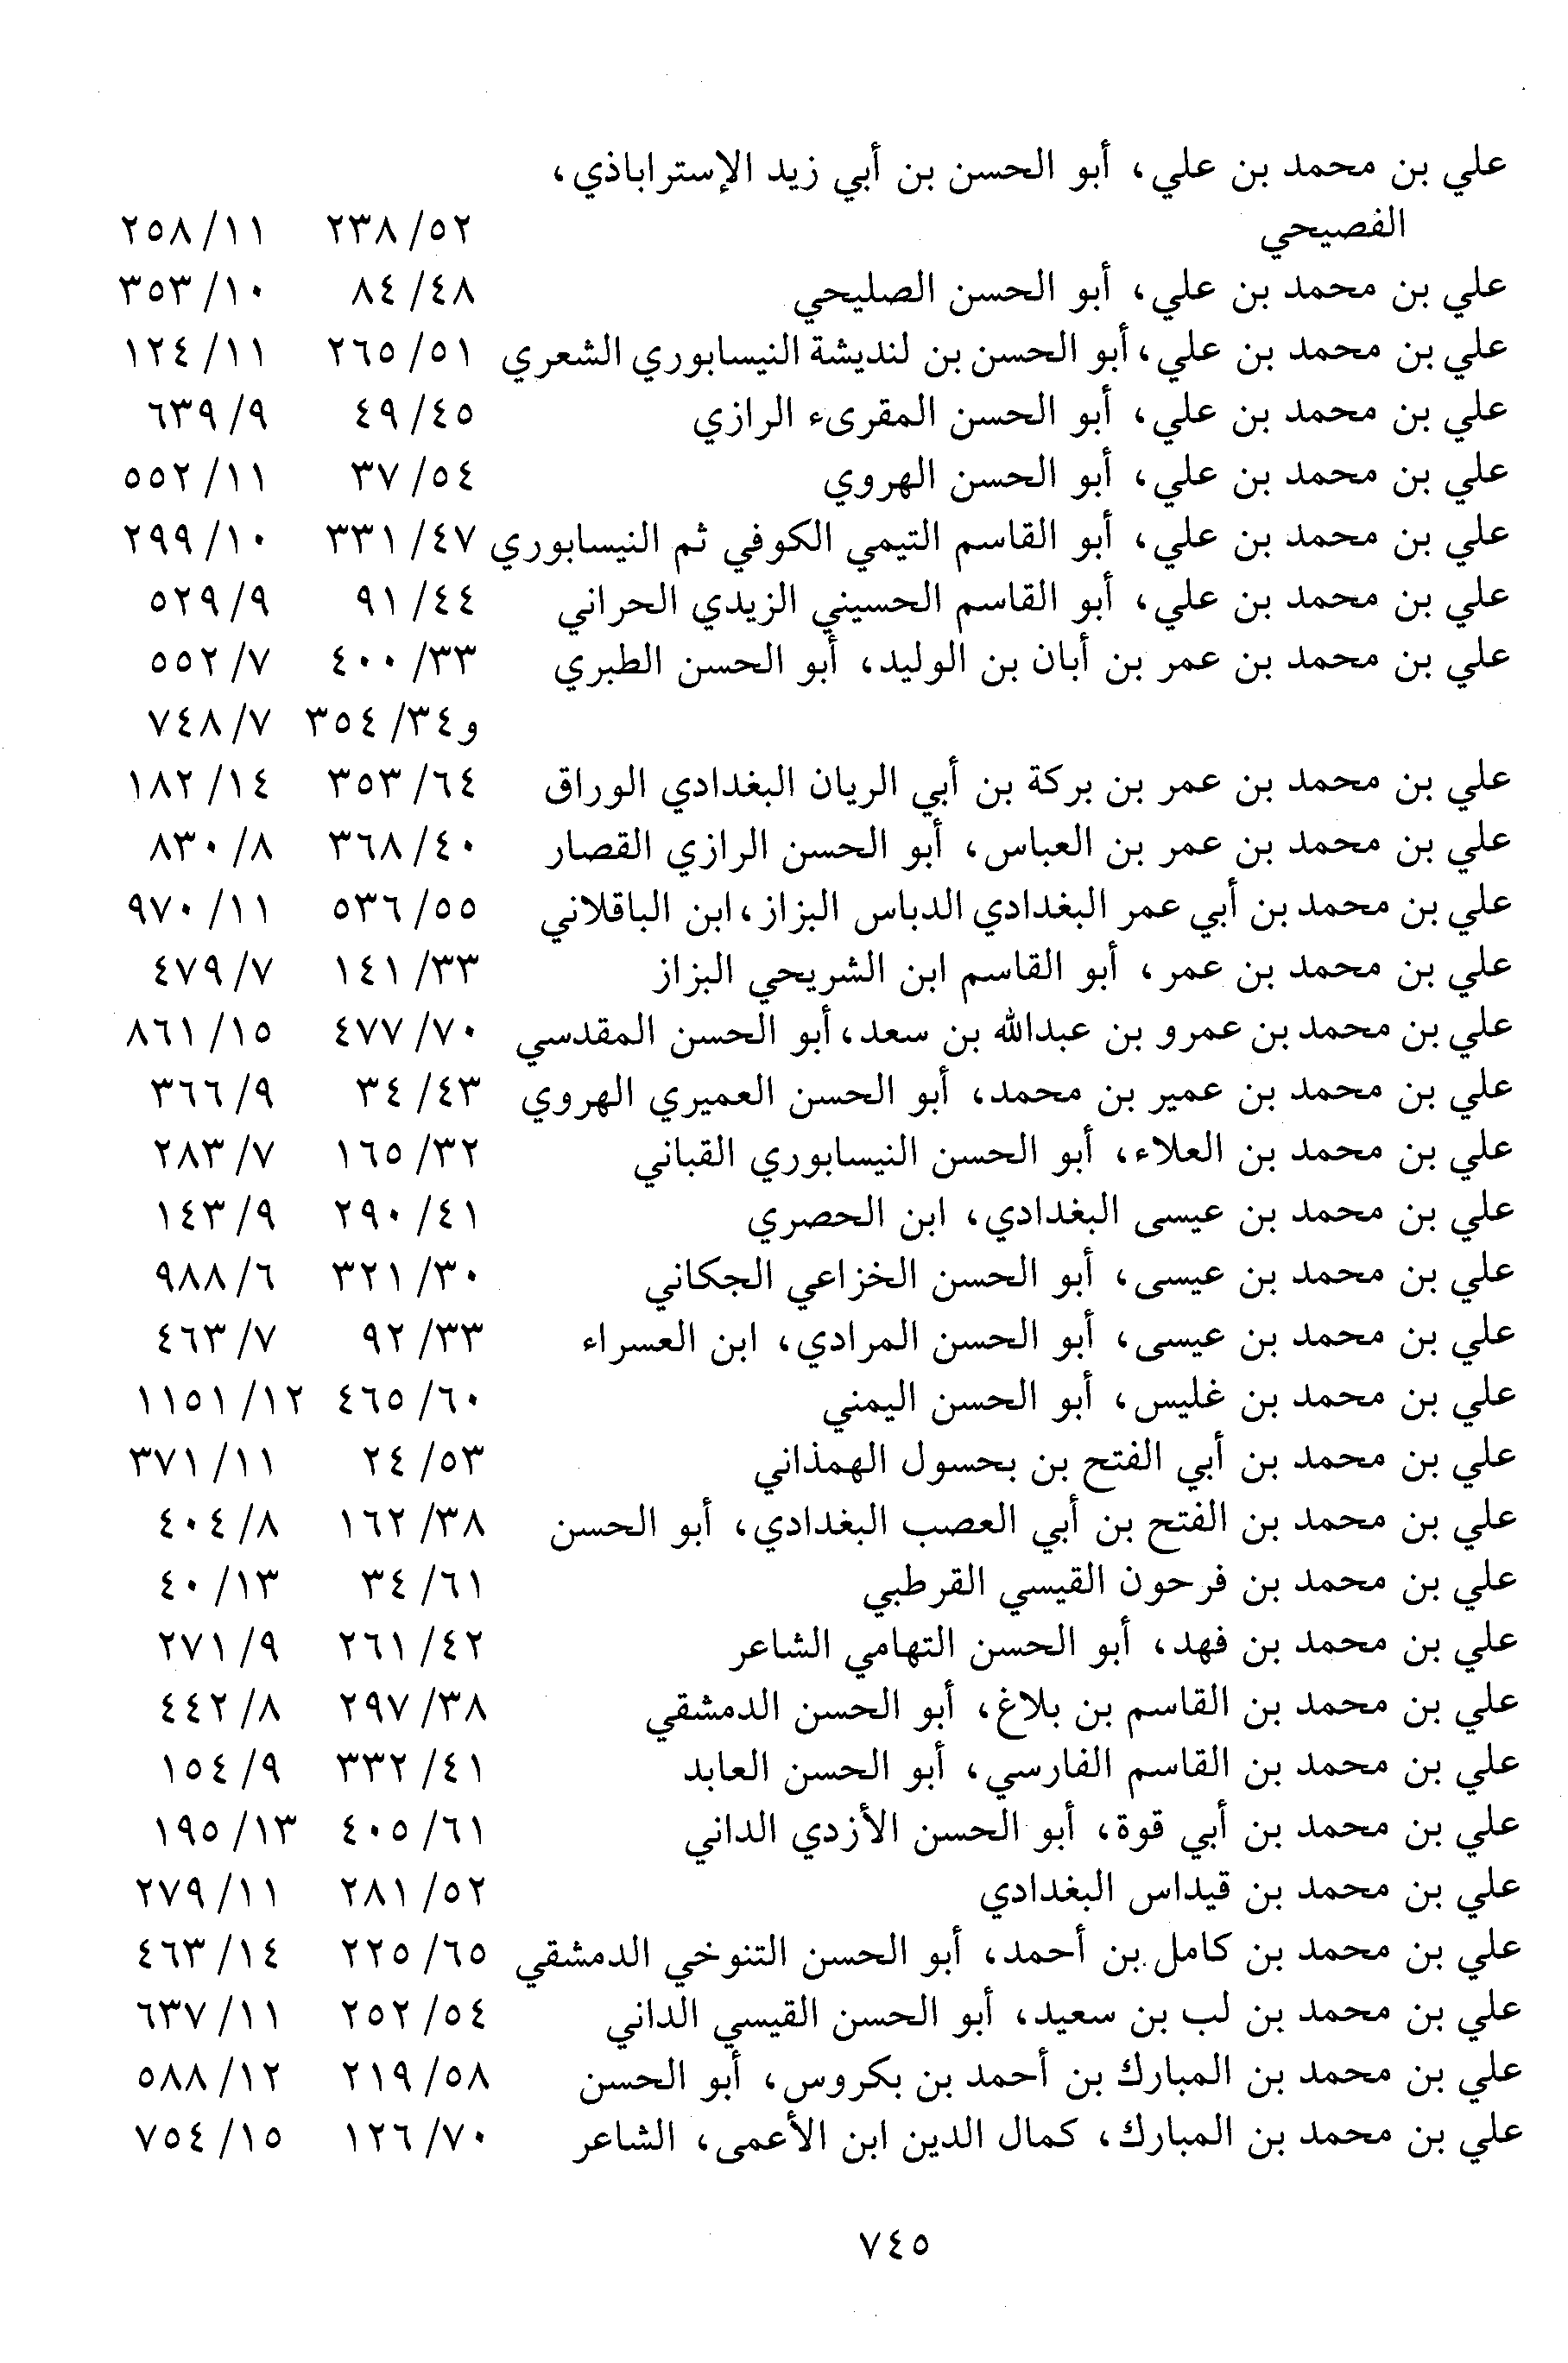 علي بن محمد بن علي، أبو الحسن بن أبي زيد الإستراباذي،
الفصيحي ٥٢/ ٢٣٨ ١١/ ٢٥٨
علي بن محمد بن علي، أبو الحسن الصليحي ٤٨/ ٨٤ ١٠/ ٣٥٣
علي بن محمد بن علي، أبو الحسن بن لنديشة النيسابوري الشعري ٥١/ ٢٦٥ ١١/ ١٢٤
علي بن محمد بن علي، أبو الحسن المقرىء الرازي ٤٥/ ٤٩ ٩/ ٦٣٩
علي بن محمد بن علي، أبو الحسن الهروي ٥٤/ ٣٧ ١١/ ٥٥٢
علي بن محمد بن علي، أبو القاسم التيمي الكوفي ثم النيسابوري ٤٧/ ٣٣١ ١٠/ ٢٩٩
علي بن محمد بن علي، أبو القاسم الحسيني الزيدي الحراني ٤٤/ ٩١ ٩/ ٥٢٩
علي بن محمد بن عمر بن أبان بن الوليد، أبو الحسن الطبري ٣٣/ ٤٠٠ ٧/ ٥٥٢
و٣٤/ ٣٥٤ ٧/ ٧٤٨
علي بن محمد بن عمر بن بركة بن أبي الريان البغدادي الوراق ٦٤/ ٣٥٣ ١٤/ ١٨٢
علي بن محمد بن عمر بن العباس، أبو الحسن الرازي القصار ٤٠/ ٣٦٨ ٨/ ٨٣٠
علي بن محمد بن أبي عمر البغدادي الدباس البزاز، ابن الباقلاني ٥٥/ ٥٣٦ ١١/ ٩٧٠
علي بن محمد بن عمر، أبو القاسم ابن الشريحي البزاز ٣٣/ ١٤١ ٧/ ٤٧٩
علي بن محمد بن عمرو بن عبدالله بن سعد، أبو الحسن المقدسي ٧٠/ ٤٧٧ ١٥/ ٨٦١
علي بن محمد بن عمير بن محمد، أبو الحسن العميري الهروي ٤٣/ ٣٤ ٩/ ٣٦٦
علي بن محمد بن العلاء، أبو الحسن النيسابوري القباني ٣٢/ ١٦٥ ٧/ ٢٨٣
علي بن محمد بن عيسى البغدادي، ابن الحصري ٤١/ ٢٩٠ ٩/ ١٤٣
علي بن محمد بن عيسى، أبو الحسن الخزاعي الجكاني ٣٠/ ٣٢١ ٦/ ٩٨٨
علي بن محمد بن عيسى، أبو الحسن المرادي، ابن العسراء ٣٣/ ٩٢ ٧/ ٤٦٣
علي بن محمد بن غليس، أبو الحسن اليمني ٦٠/ ٤٦٥ ١٢/ ١١٥١
علي بن محمد بن أبي الفتح بن بحسول الهمذاني ٥٣/ ٢٤ ١١/ ٣٧١
علي بن محمد بن الفتح بن أبي العصب البغدادي، أبو الحسن ٣٨/ ١٦٢ ٨/ ٤٠٤
علي بن محمد بن فرحون القيسي القرطبي ٦١/ ٣٤ ١٣/ ٤٠
علي بن محمد بن فهد، أبو الحسن التهامي الشاعر ٤٢/ ٢٦١ ٩/ ٢٧١
علي بن محمد بن القاسم بن بلاغ، أبو الحسن الدمشقي ٣٨/ ٢٩٧ ٨/ ٤٤٢
علي بن محمد بن القاسم الفارسي، أبو الحسن العابد ٤١/ ٣٣٢ ٩/ ١٥٤
علي بن محمد بن أبي قوة، أبو الحسن الأزدي الداني ٦١/ ٤٠٥ ١٣/ ١٩٥
علي بن محمد بن قيداس البغدادي ٥٢/ ٢٨١ ١١/ ٢٧٩
علي بن محمد بن كامل بن أحمد، أبو الحسن التنوخي الدمشقي ٦٥/ ٢٢٥ ١٤/ ٤٦٣
علي بن محمد بن لب بن سعيد، أبو الحسن القيسي الداني ٥٤/ ٢٥٢ ١١/ ٦٣٧
علي بن محمد بن المبارك بن أحمد بن بكروس، أبو الحسن ٥٨/ ٢١٩ ١٢/ ٥٨٨
علي بن محمد بن المبارك، كمال الدين ابن الأعمى، الشاعر ٧٠/ ١٢٦ ١٥/ ٧٥٤
٧٤٥